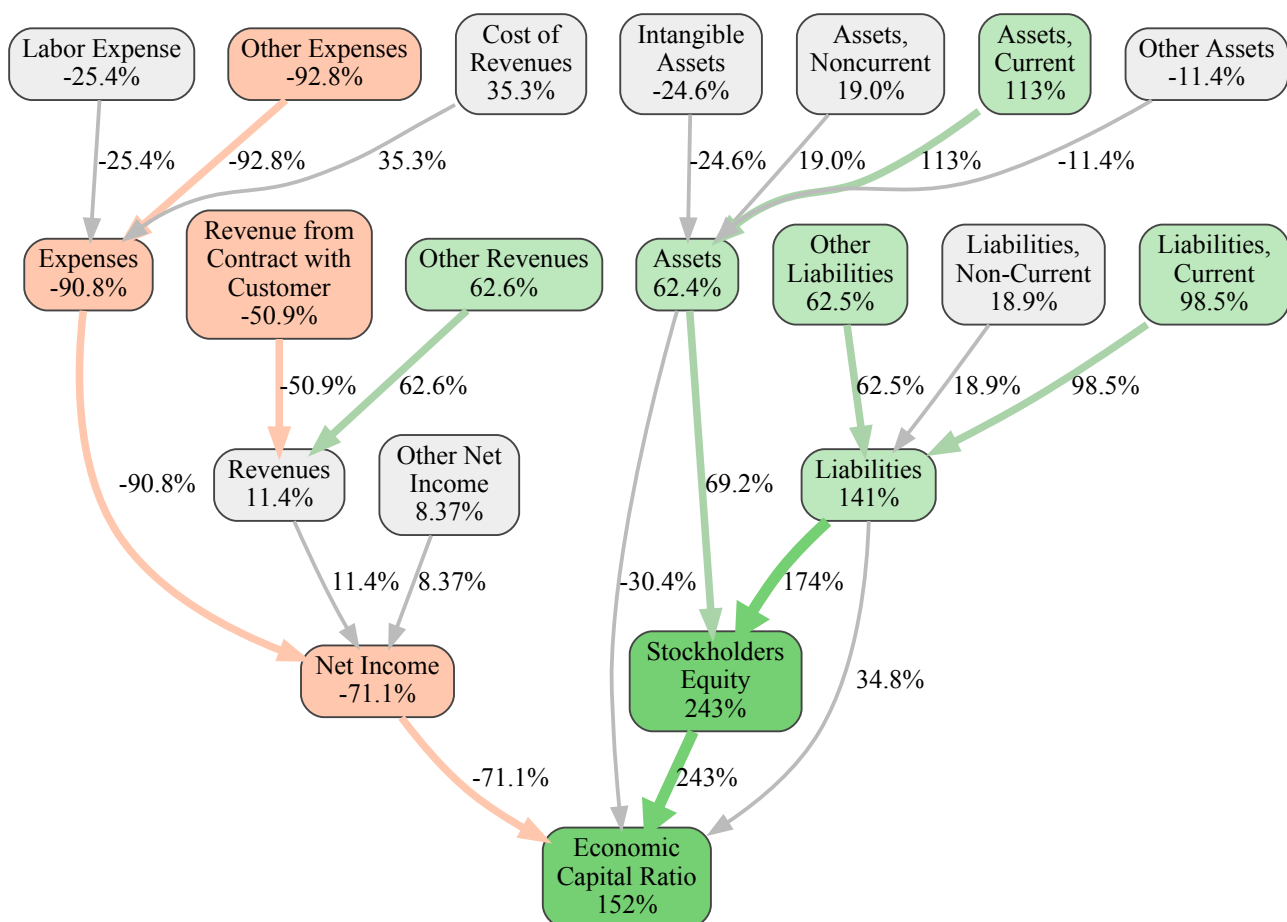 Labor Expense
-25.4%
Other Expenses
-92.8%
Cost of
Revenues
35.3%
Intangible
Assets
-24.6%
Assets,
Noncurrent
19.0%
Assets,
Current
113%
Other Assets
-11.4%
-25.4%
-92.8%
35.3%
-24.6%
19.0%
113%
-11.4%
Expenses
-90.8%
Revenue from
Contract with
Customer
-50.9%
Other Revenues
62.6%
Assets
62.4%
Other
Liabilities
62.5%
Liabilities,
Non-Current
18.9%
Liabilities,
Current
98.5%
-50.9%
62.6%
62.5%
18.9%
98.5%
-90.8%
Revenues
11.4%
Other Net
Income
8.37%
69.2%
Liabilities
141%
11.4%
8.37%
-30.4%
174%
Net Income
-71.1%
Stockholders
Equity
243%
34.8%
-71.1%
243%
Economic
Capital Ratio
152%